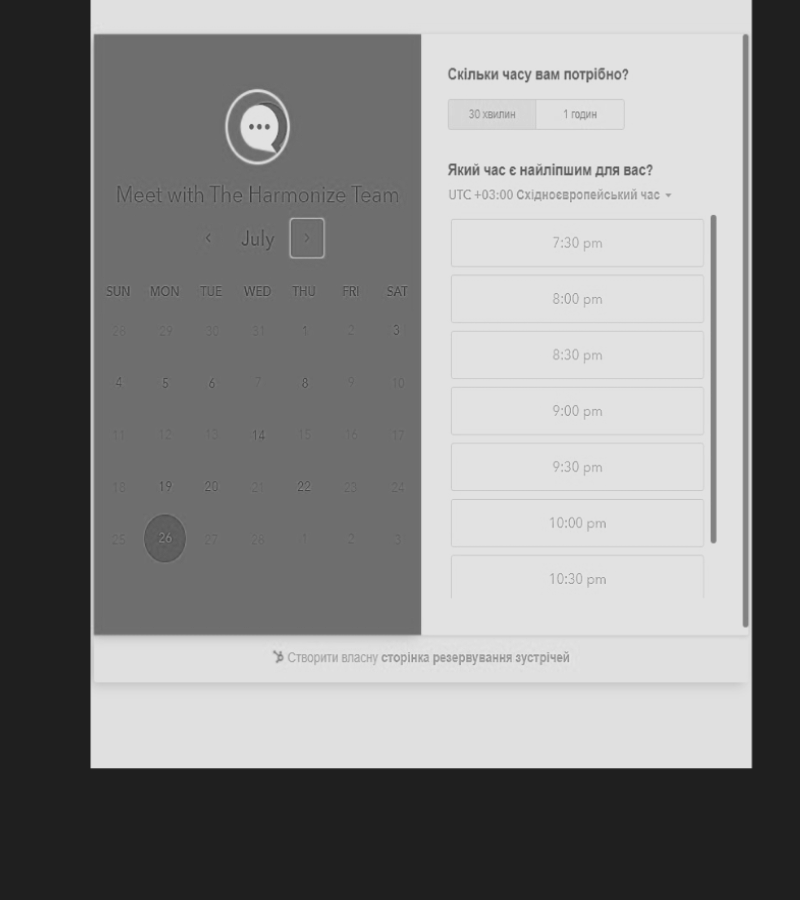 Meet with The Harmonize Team
July
SUN MON TUE WED THU FRI SAT
28 29 30 31 1 2 3
4 5 6 7 8 9 10
11 12 13 14 15 16 17
18 19 20 21 22 23 24
25 26 27 28 1 2 3
Скільки часу вам потрібно?
30 хвилин 1 годин
Який час є найліпшим для вас?
UTC +03:00 Східноєвропейський час
7:30 pm
8:00 pm
8:30 pm
9:00 pm
9:30 pm
10:00 pm
10:30 pm
Створити власну сторінка резервування зустрічей